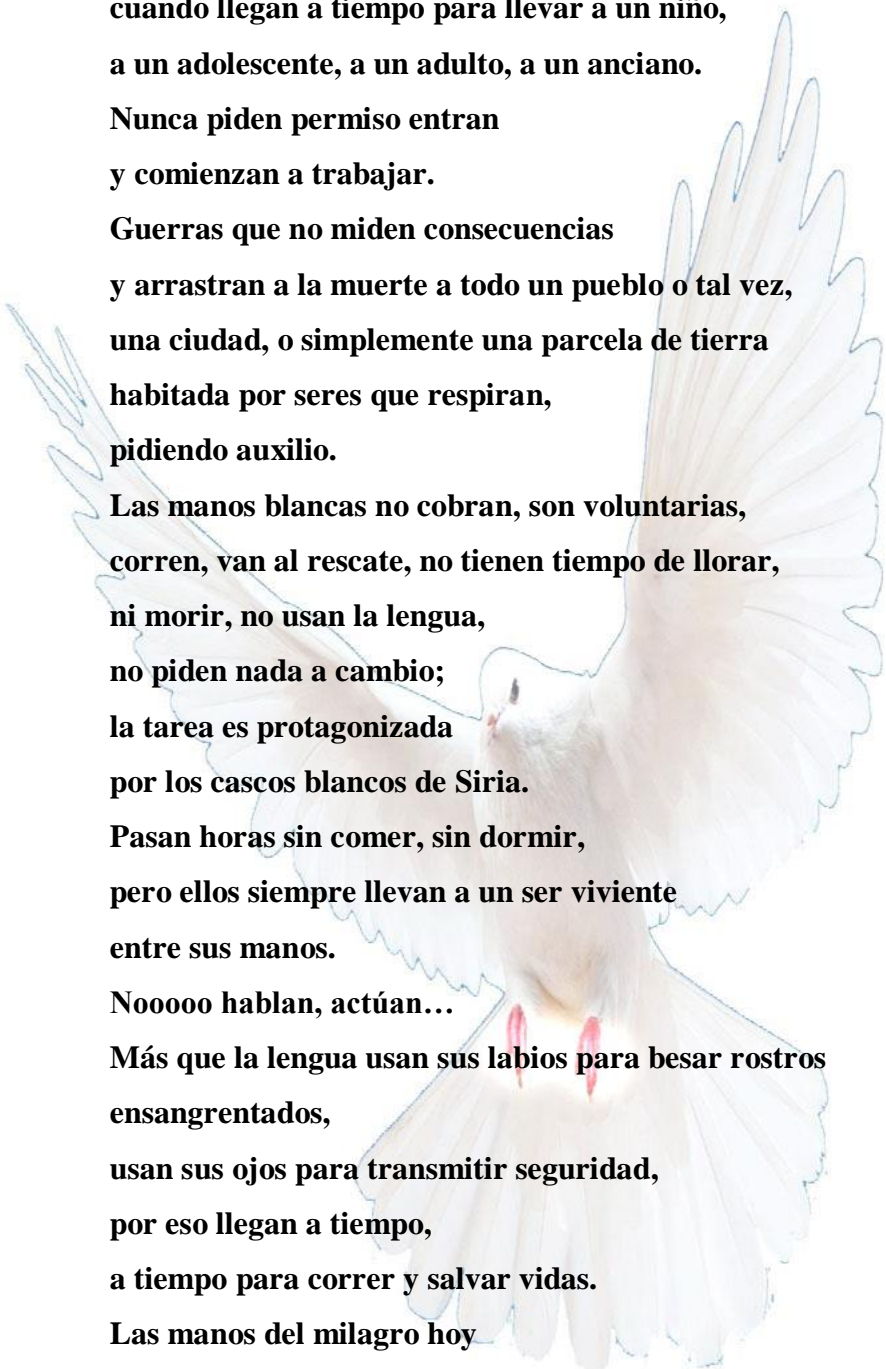 cuando llegan a tiempo para llevar a un niño,
a un adolescente, a un adulto, a un anciano.
Nunca piden permiso entran
y comienzan a trabajar.
Guerras que no miden consecuencias
y arrastran a la muerte a todo un pueblo o tal vez,
una ciudad, o simplemente una parcela de tierra
habitada por seres que respiran,
pidiendo auxilio.
Las manos blancas no cobran, son voluntarias,
corren, van al rescate, no tienen tiempo de llorar,
ni morir, no usan la lengua,
no piden nada a cambio;
la tarea es protagonizada
por los cascos blancos de Siria.
Pasan horas sin comer, sin dormir,
pero ellos siempre llevan a un ser viviente
entre sus manos.
Nooooo hablan, actúan…
Más que la lengua usan sus labios para besar rostros
ensangrentados,
usan sus ojos para transmitir seguridad,
por eso llegan a tiempo,
a tiempo para correr y salvar vidas.
Las manos del milagro hoy